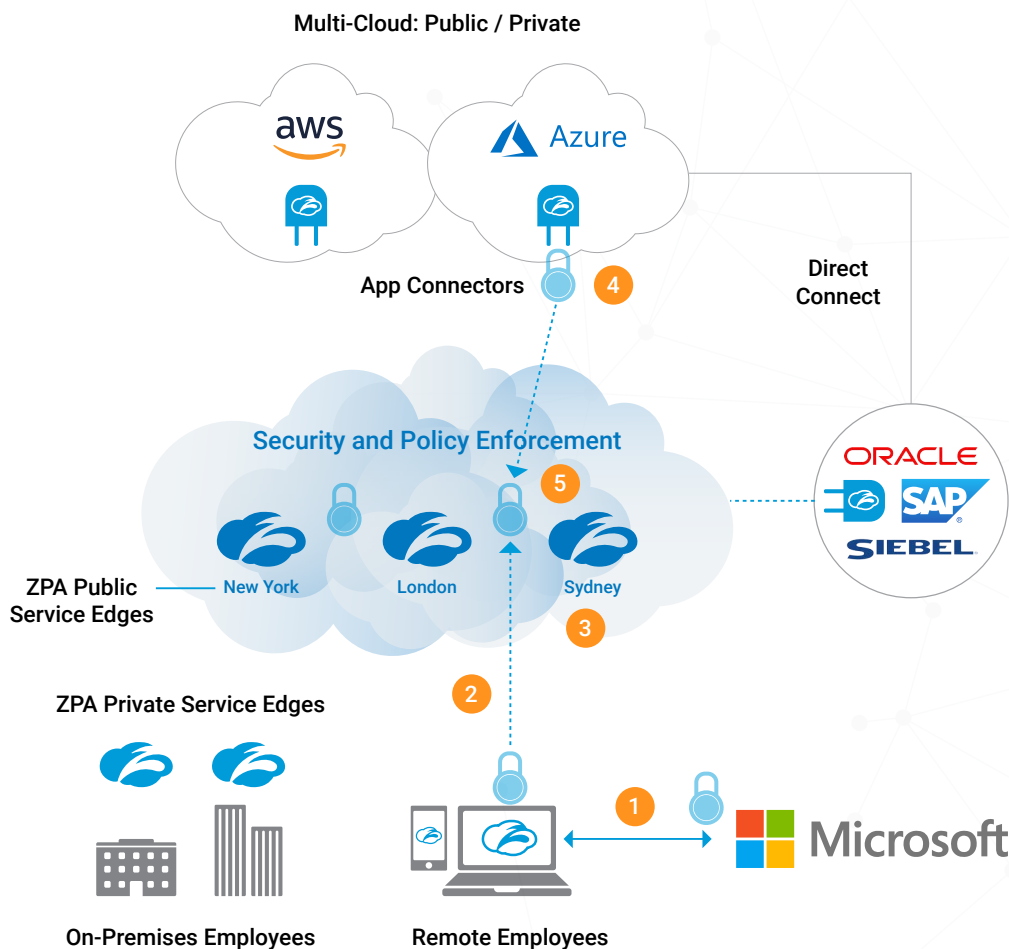 Multi-Cloud: Public / Private
aws
Azure
App Connectors
4
Direct
Connect
Security and Policy Enforcement
5
ORACLE
SAP
®
SIEBEL.
ZPA Public
Service Edges
New York
London
Sydney
3
2
ZPA Private Service Edges
1
Microsoft
On-Premises Employees
Remote Employees